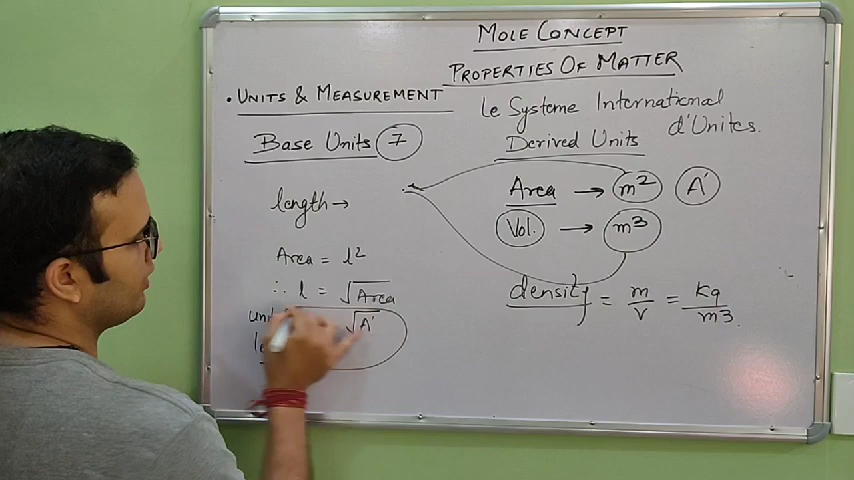 MOLE CONCEPT
PROPERTIES OF MATTER
• UNITS & MEASUREMENT
Le Systeme International
d'Unites.
Base Units 7
Derived Units
length →
Area → m² A'
Vol. → m³
Area = l²
∴ l = √Area
√A'
density = m/v = kg/m³